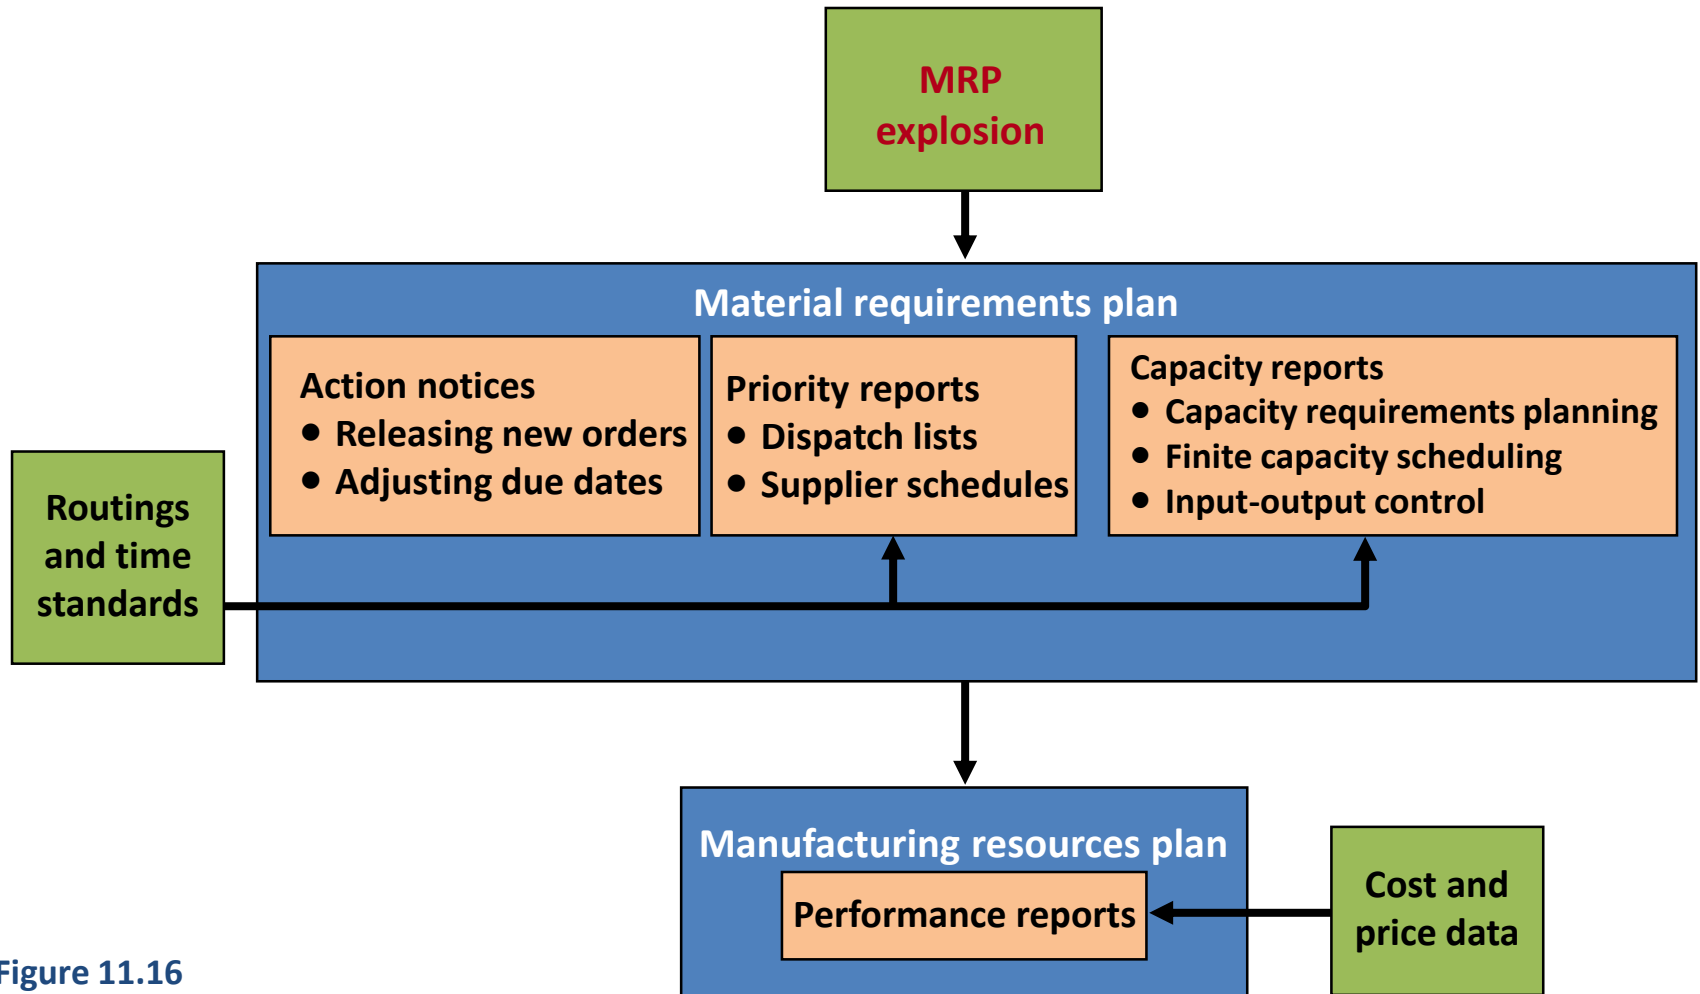 MRP
explosion
Material requirements plan
Action notices
● Releasing new orders
● Adjusting due dates
Priority reports
● Dispatch lists
● Supplier schedules
Capacity reports
● Capacity requirements planning
● Finite capacity scheduling
● Input-output control
Routings
and time
standards
Manufacturing resources plan
Performance reports
Cost and
price data
Figure 11.16